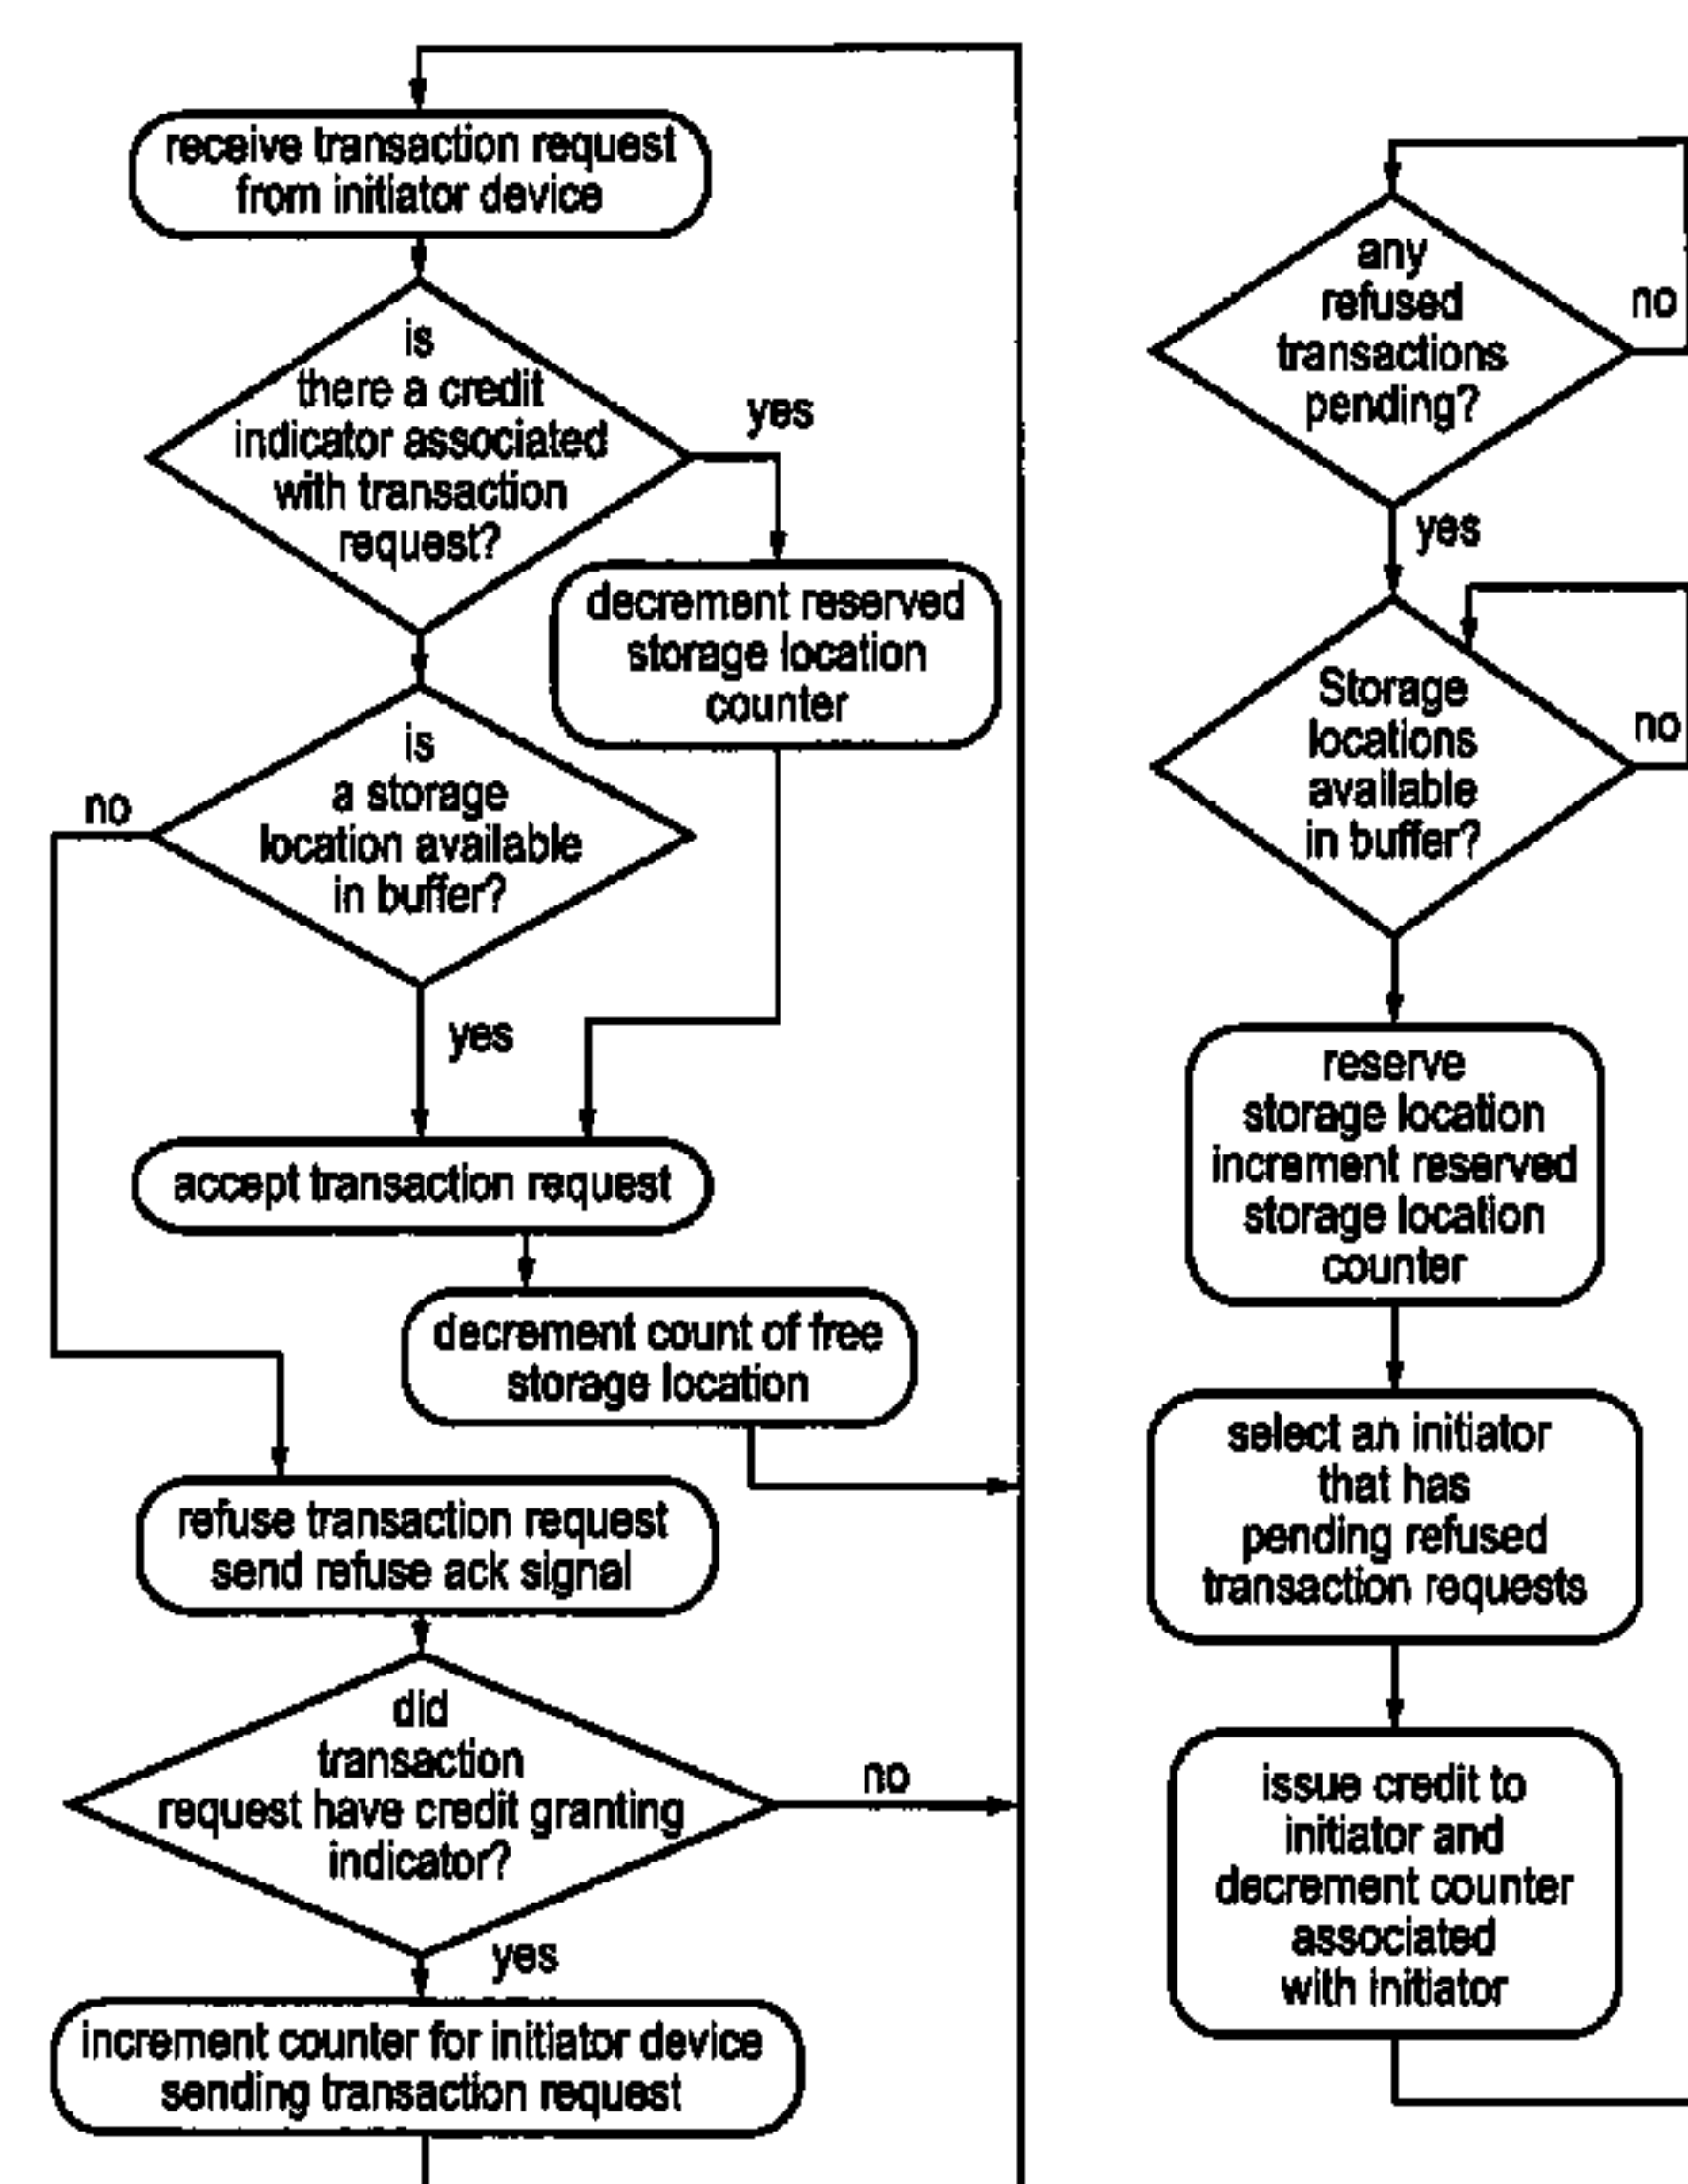 receive transaction request
from initiator device
is
there a credit
indicator associated
with transaction
request?
yes
decrement reserved
storage location
counter
is
a storage
location available
in buffer?
no
yes
accept transaction request
decrement count of free
storage location
refuse transaction request
send refuse ack signal
did
transaction
request have credit granting
indicator?
no
yes
increment counter for initiator device
sending transaction request
any
refused
transactions
pending?
no
yes
Storage
locations
available
in buffer?
no
reserve
storage location
increment reserved
storage location
counter
select an initiator
that has
pending refused
transaction requests
issue credit to
initiator and
decrement counter
associated
with initiator